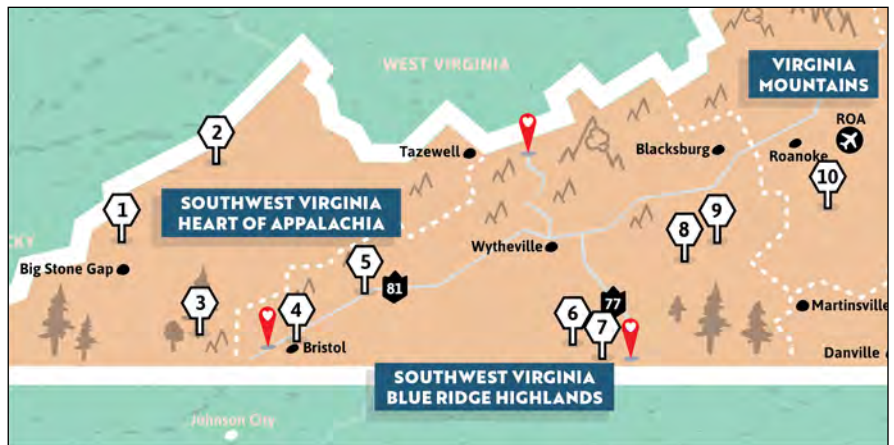 WEST VIRGINIA
VIRGINIA
MOUNTAINS
ROA
2
Tazewell
Blacksburg
Roanoke
10
1
SOUTHWEST VIRGINIA
HEART OF APPALACHIA
9
8
CKY
Wytheville
5
Big Stone Gap
81
3
4
6
77
7
Martinsville
Bristol
Danville
SOUTHWEST VIRGINIA
BLUE RIDGE HIGHLANDS
Johnson City